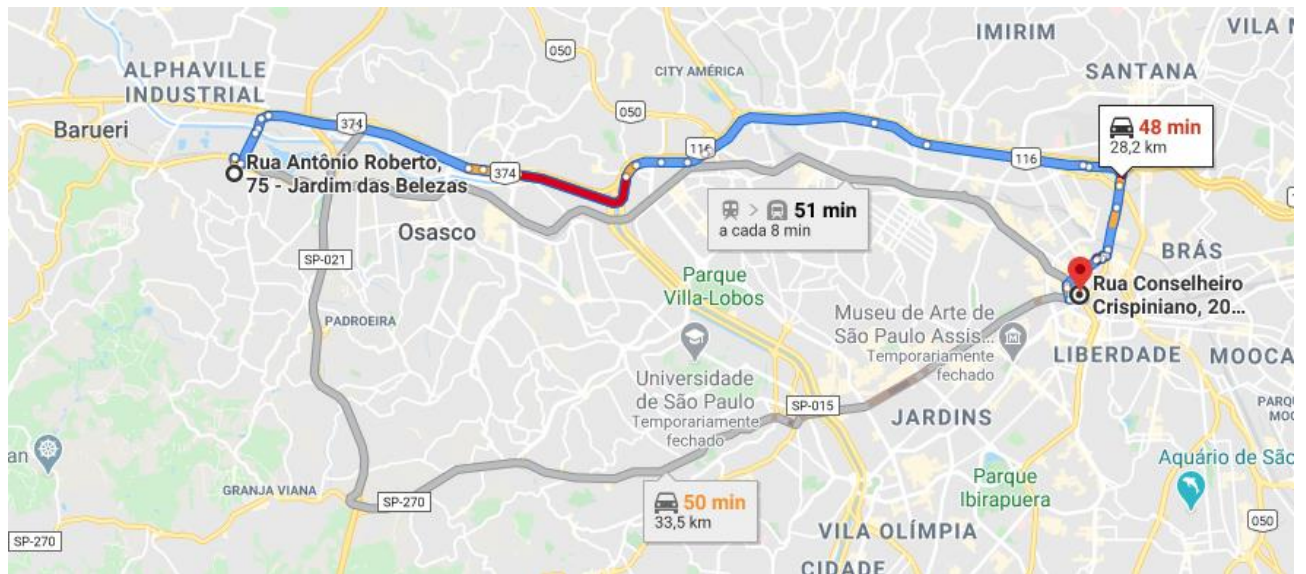 IMIRIM
VILA
050
ALPHAVILLE
INDUSTRIAL
CITY AMÉRICA
SANTANA
050
Barueri
374
116
48 min
28,2 km
Rua Antônio Roberto,
75 - Jardim das Belezas
374
116
51 min
a cada 8 min
Osasco
BRÁS
SP-021
Parque
Villa-Lobos
Rua Conselheiro
Crispiniano, 20...
PADROEIRA
Museu de Arte de
São Paulo Assis...
Temporariamente
fechado
LIBERDADE
MOOCA
Universidade
de São Paulo
Temporariamente
fechado
SP-015
JARDINS
PARQU
MOO
an
Aquário de São
GRANJA VIANA
SP-270
50 min
33,5 km
Parque
Ibirapuera
050
SP-270
VILA OLÍMPIA
CIDADE